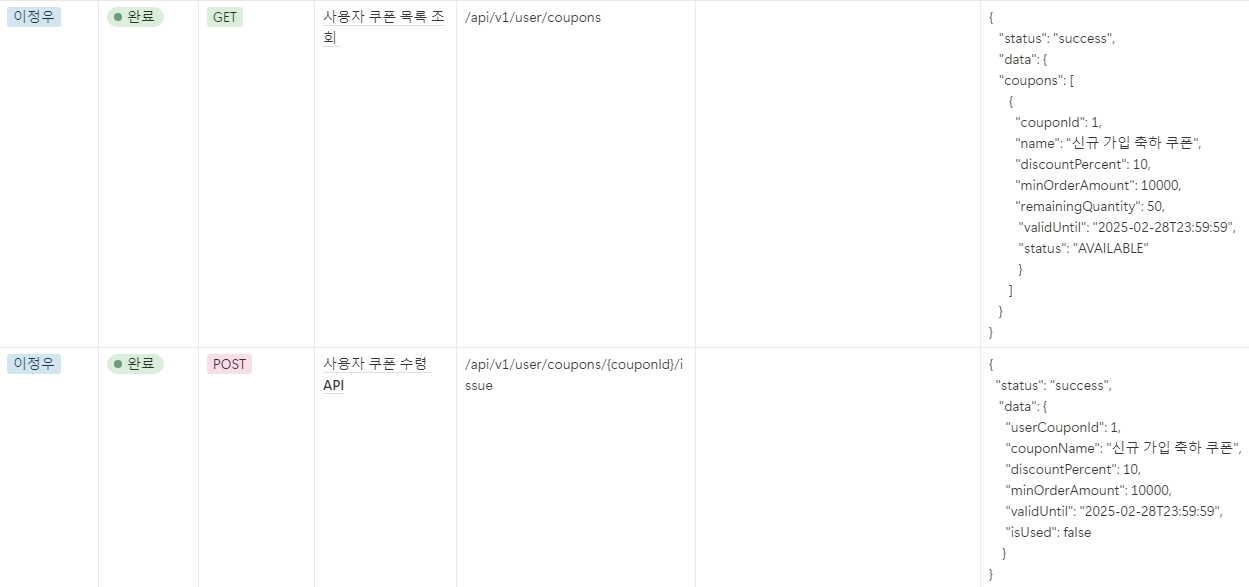 이정우
완료
GET
사용자 쿠폰 목록 조
회
/api/v1/user/coupons
{
"status": "success",
"data": {
"coupons": [
{
"couponId": 1,
"name": "신규 가입 축하 쿠폰",
"discountPercent": 10,
"minOrderAmount": 10000,
"remainingQuantity": 50,
"validUntil": "2025-02-28T23:59:59",
"status": "AVAILABLE"
}
]
}
}
이정우
완료
POST
사용자 쿠폰 수령
API
/api/v1/user/coupons/{couponId}/i
ssue
{
"status": "success",
"data": {
"userCouponId": 1,
"couponName": "신규 가입 축하 쿠폰",
"discountPercent": 10,
"minOrderAmount": 10000,
"validUntil": "2025-02-28T23:59:59",
"isUsed": false
}
}